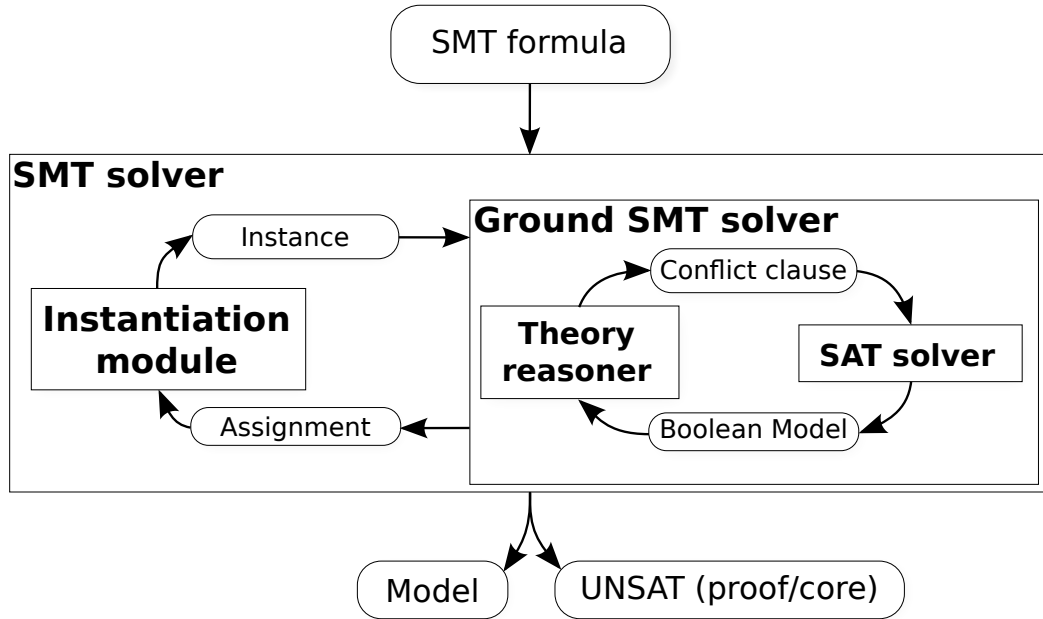 SMT formula
SMT solver
Ground SMT solver
Instance
Conflict clause
Instantiation
module
Theory
reasoner
SAT solver
Assignment
Boolean Model
Model
UNSAT (proof/core)